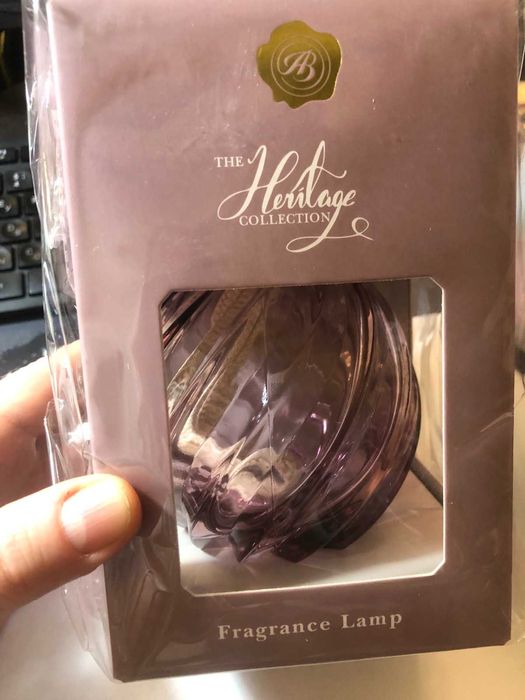 AB
THE Heritage
COLLECTION
Fragrance Lamp